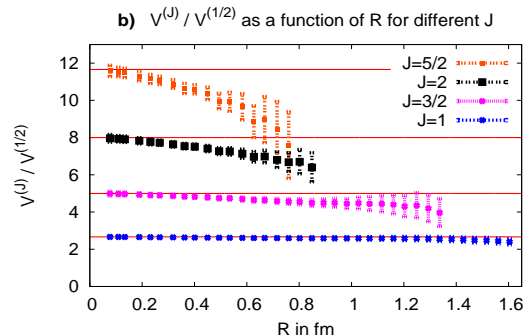 b) V^(J) / V^(1/2) as a function of R for different J
V^(J) / V^(1/2)
12
10
8
6
4
2
0
J=5/2
J=2
J=3/2
J=1
0 0.2 0.4 0.6 0.8 1 1.2 1.4 1.6
R in fm